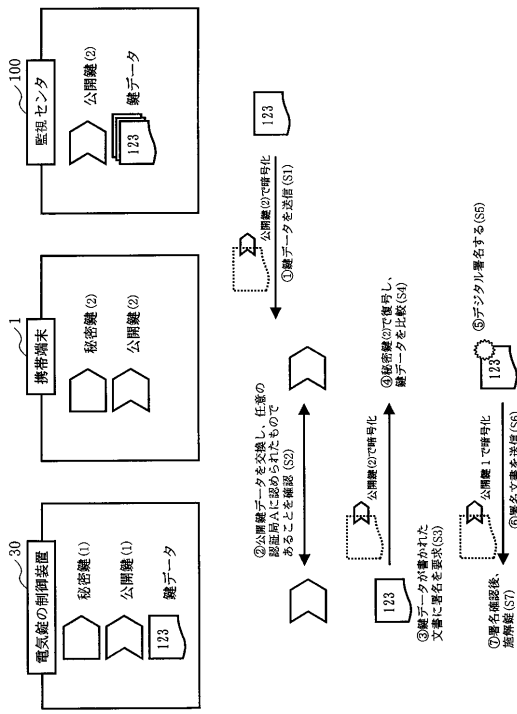 30
電気錠の制御装置
秘密鍵(1)
公開鍵(1)
123
鍵データ
1
携帯端末
秘密鍵(2)
公開鍵(2)
100
監視センタ
公開鍵(2)
123
鍵データ
公開鍵(2)で暗号化
①鍵データを送信(S1)
123
②公開鍵データを交換し、任意の
認証局Aに認められたもので
あることを確認(S2)
123
公開鍵(2)で暗号化
③鍵データが書かれた
文書に署名を要求(S3)
④秘密鍵(2)で復号し、
鍵データを比較(S4)
123
⑤デジタル署名する(S5)
公開鍵1で暗号化
⑥署名文書を送信(S6)
⑦署名確認後、
施解錠(S7)